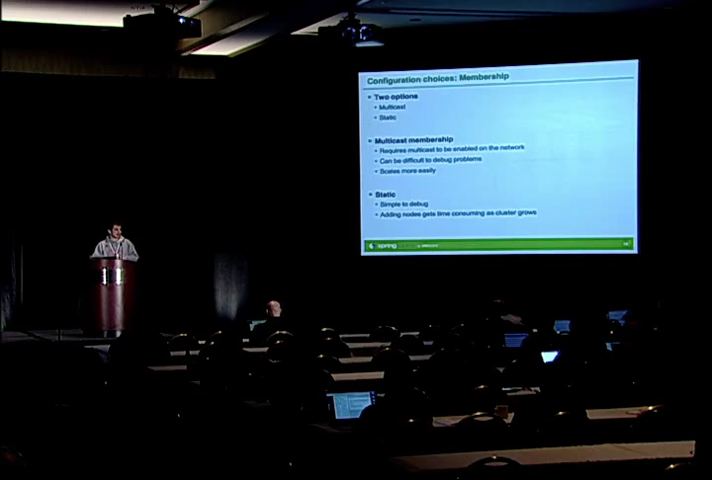 Configuration choices: Membership
Two options
Multicast
Static
Multicast membership
Requires multicast to be enabled on the network
Can be difficult to debug problems
Scales more easily
Static
Simple to debug
Adding nodes gets time consuming as cluster grows
spring